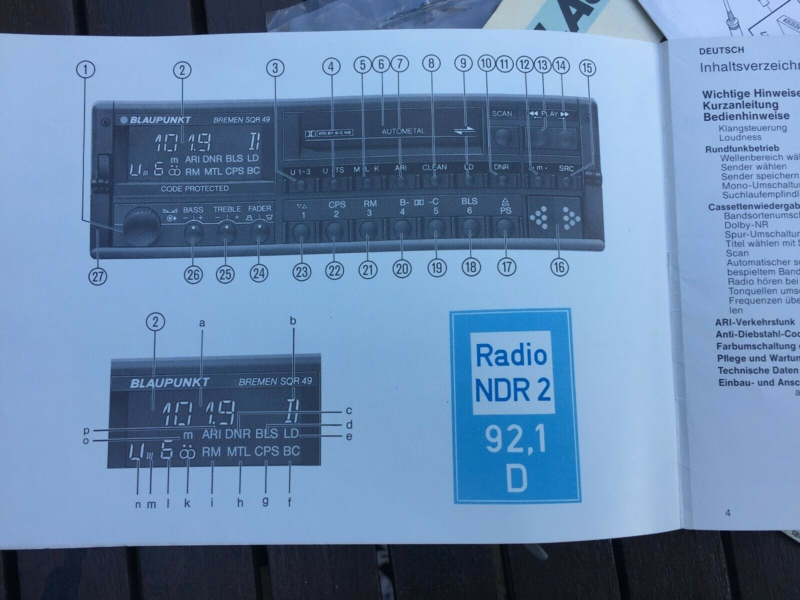 1 2 3 4 5 6 7 8 9 10 11 12 13 14 15
BLAUPUNKT BREMEN SQR 49
101.9 D
m ARI DNR BLS LD
U 6 RM MTL CPS BC
CODE PROTECTED
AUTOMETAL
SCAN ◀◀ PLAY ▶▶
U 1-3 U TS M L K ARI CLEAN LD DNR - m - SRC
BASS TREBLE FADER
- + - +
1 CPS 2 RM 3 B- 4 -C 5 BLS 6 PS
27 26 25 24 23 22 21 20 19 18 17 16
2 a b
BLAUPUNKT BREMEN SQR 49
101.9 D
c
p d
m ARI DNR BLS LD
o e
U m 6 RM MTL CPS BC
n m l k i h g f
Radio
NDR 2
92,1
D
DEUTSCH
Inhaltsverzeichn
Wichtige Hinweise
Kurzanleitung
Bedienhinweise
Klangsteuerung
Loudness
Rundfunkbetrieb
Wellenbereich wä
Sender wählen
Sender speichern
Mono-Umschaltu
Suchlaufempfindl
Cassettenwiedergab
Bandsortenumsc
Dolby-NR
Spur-Umschaltu
Titel wählen mit S
Scan
Automatischer s
bespieltem Band
Radio hören bei
Tonquellen ums
Frequenzen übe
len
ARI-Verkehrsfunk
Anti-Diebstahl-Co
Farbumschaltung
Pflege und Wartun
Technische Daten
Einbau- und Ansc
a
4